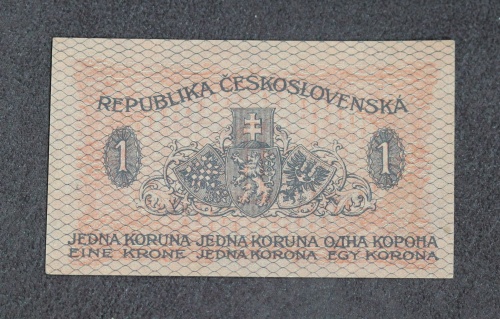 REPUBLIKA ČESKOSLOVENSKÁ
1 1
JEDNA KORUNA JEDNA KORUNA ОДНА КОРОНА
EINE KRONE JEDNA KORONA EGY KORONA